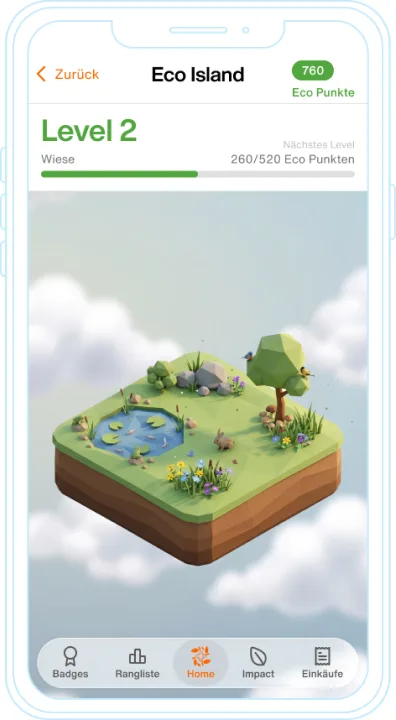 Zurück
Eco Island
760
Eco Punkte
Level 2
Nächstes Level
Wiese
260/520 Eco Punkten
Badges
Rangliste
Home
Impact
Einkäufe